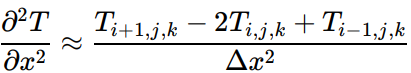 ∂²T/∂x² ≈ (T_{i+1,j,k} − 2T_{i,j,k} + T_{i−1,j,k})/Δx²